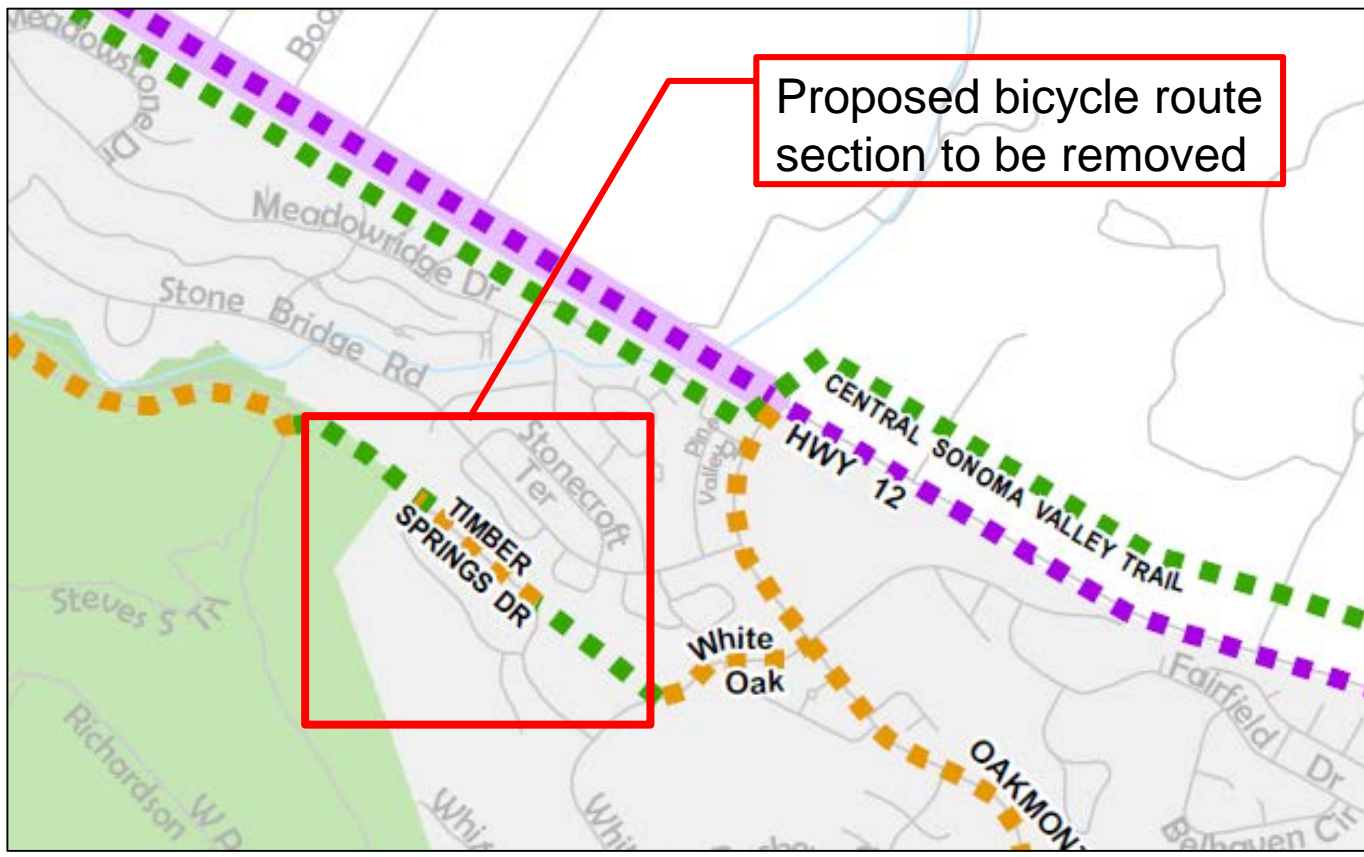 Meadowstone
Dr
Proposed bicycle route
section to be removed
Meadowridge Dr
Stone Bridge Rd
CENTRAL SONOMA VALLEY TRAIL
HWY 12
Pine
Valley
Stonecroft
Ter
TIMBER
SPRINGS DR
Steves S Trl
White
Oak
Fairfield Dr
Richardson
OAKMONT
Belhaven Cir